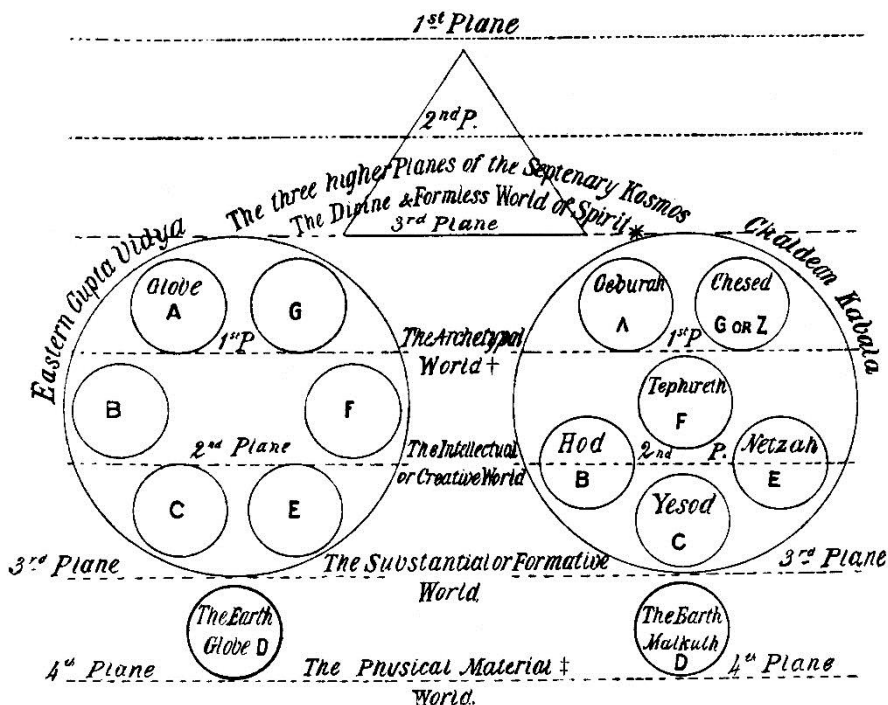 1st Plane
2nd P.
The three higher Planes of the Septenary Kosmos
The Divine & Formless World of Spirit*
3rd Plane
Eastern Gupta Vidya
Chaldean Kabala
Globe
A
G
1st P
The Archetypal
World +
Geburah
A
Chesed
G OR Z
1st P
B
F
2nd Plane
The Intellectual
or Creative World
Tephireth
F
Hod
B
2nd P.
Netzah
E
C
E
Yesod
C
3rd Plane
The Substantial or Formative
World.
3rd Plane
The Earth
Globe D
The Earth
Malkuth
D
4th Plane
The Physical Material ‡
World.
4th Plane